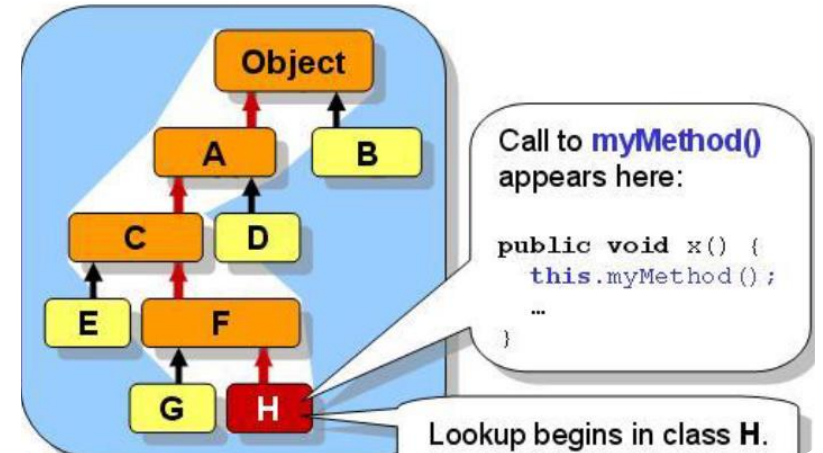 Object
A
B
C
D
E
F
G
H
Call to myMethod()
appears here:
public void x() {
this.myMethod();
…
}
Lookup begins in class H.